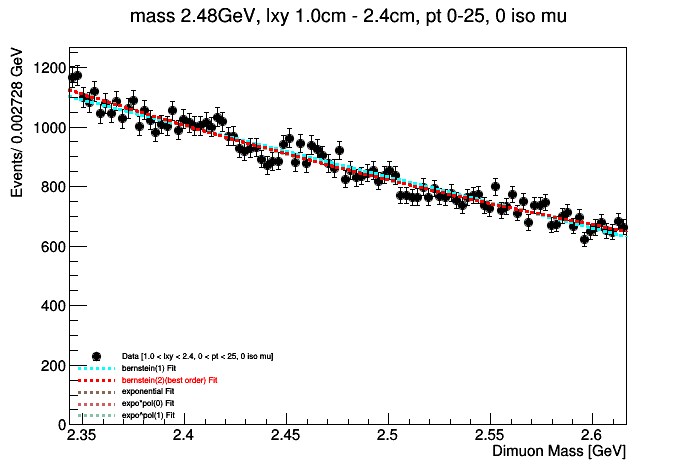 mass 2.48GeV, lxy 1.0cm - 2.4cm, pt 0-25, 0 iso mu
Events/ 0.002728 GeV
1200
1000
800
600
400
200
0
Data [1.0 < lxy < 2.4, 0 < pt < 25, 0 iso mu]
bernstein(1) Fit
bernstein(2)(best order) Fit
exponential Fit
expo*pol(0) Fit
expo*pol(1) Fit
2.35 2.4 2.45 2.5 2.55 2.6
Dimuon Mass [GeV]